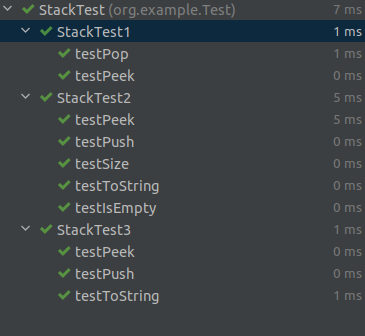 StackTest (org.example.Test) 7 ms
StackTest1 1 ms
testPop 1 ms
testPeek 0 ms
StackTest2 5 ms
testPeek 5 ms
testPush 0 ms
testSize 0 ms
testToString 0 ms
testIsEmpty 0 ms
StackTest3 1 ms
testPeek 0 ms
testPush 0 ms
testToString 1 ms